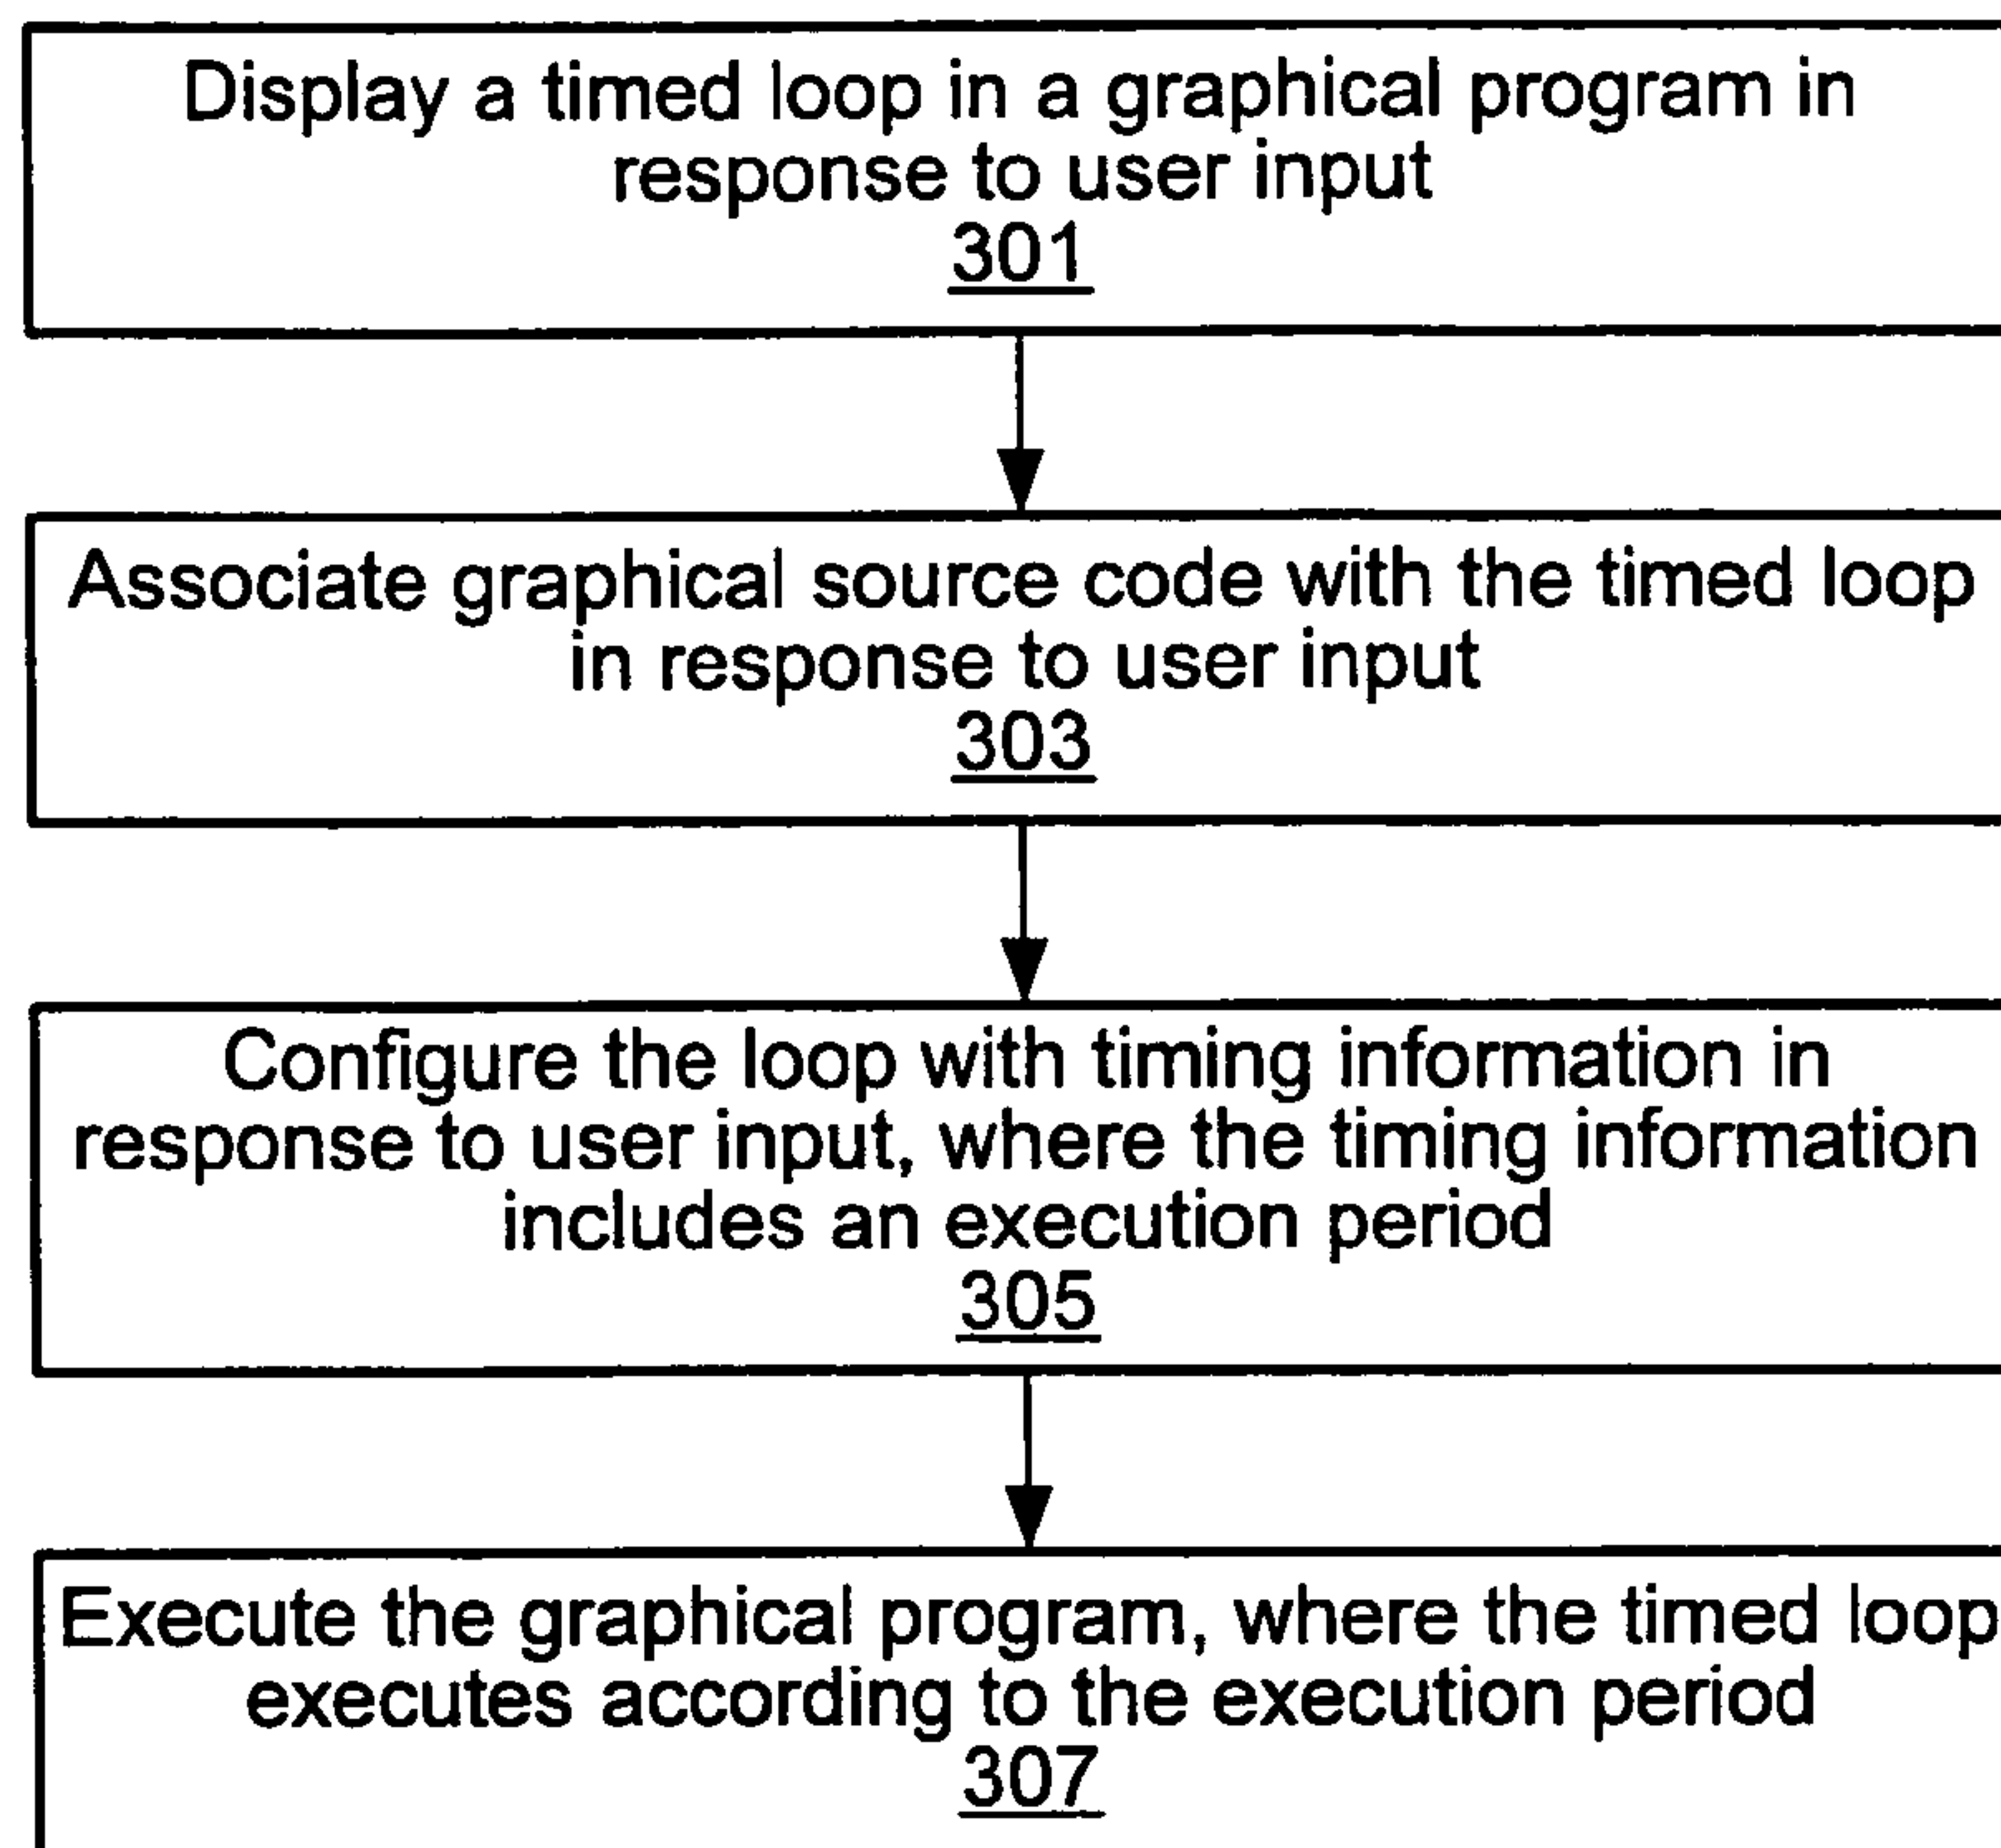 Display a timed loop in a graphical program in
response to user input
301
Associate graphical source code with the timed loop
in response to user input
303
Configure the loop with timing information in
response to user input, where the timing information
includes an execution period
305
Execute the graphical program, where the timed loop
executes according to the execution period
307